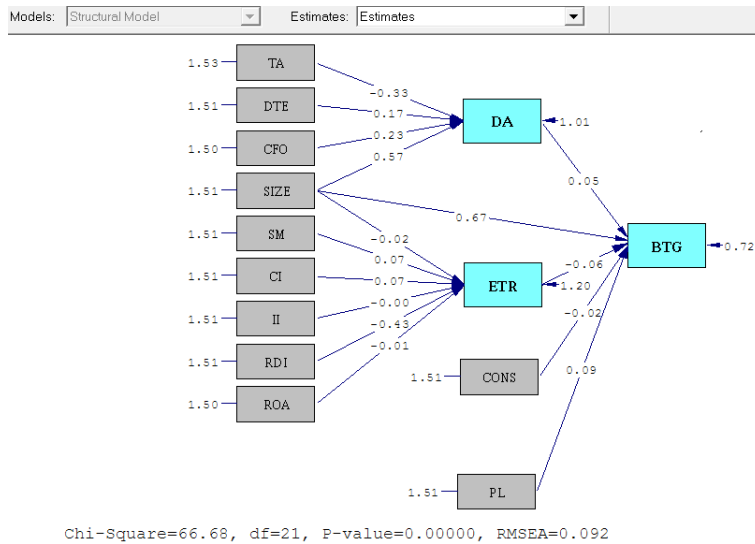 Models: Structural Model Estimates: Estimates
1.53 TA
-0.33
1.51 DTE
0.17
DA
1.01
1.50 CFO
0.23
0.57
1.51 SIZE
0.05
0.67
1.51 SM
-0.02
0.07
BTG
0.72
1.51 CI
0.07
-0.06
ETR
1.20
1.51 II
-0.00
-0.02
1.51 RDI
-0.43
-0.01
1.50 ROA
1.51 CONS
0.09
1.51 PL
Chi-Square=66.68, df=21, P-value=0.00000, RMSEA=0.092